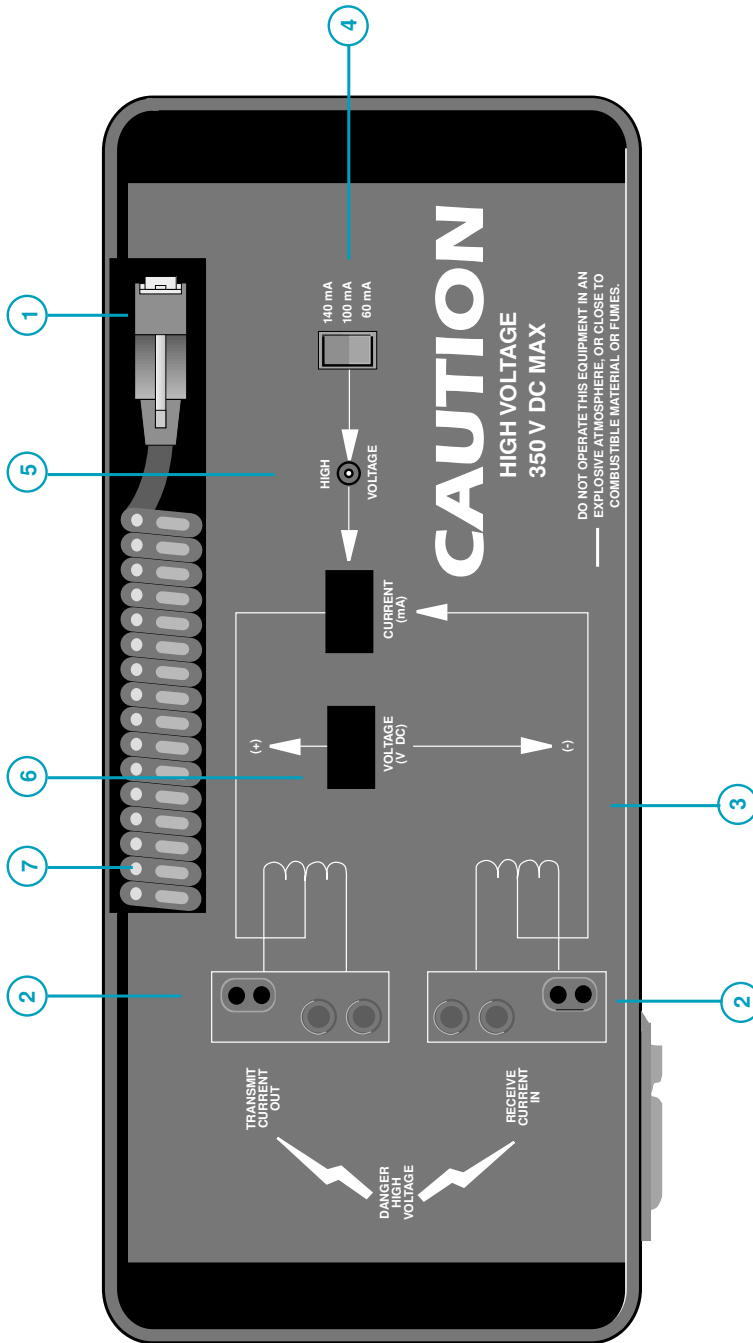 1
2
2
3
4
5
6
7
140 mA
100 mA
60 mA
HIGH
VOLTAGE
CURRENT
(mA)
(+)
VOLTAGE
(V DC)
(-)
TRANSMIT
CURRENT
OUT
DANGER
HIGH
VOLTAGE
RECEIVE
CURRENT
IN
CAUTION
HIGH VOLTAGE
350 V DC MAX
DO NOT OPERATE THIS EQUIPMENT IN AN
EXPLOSIVE ATMOSPHERE, OR CLOSE TO
COMBUSTIBLE MATERIAL OR FUMES.